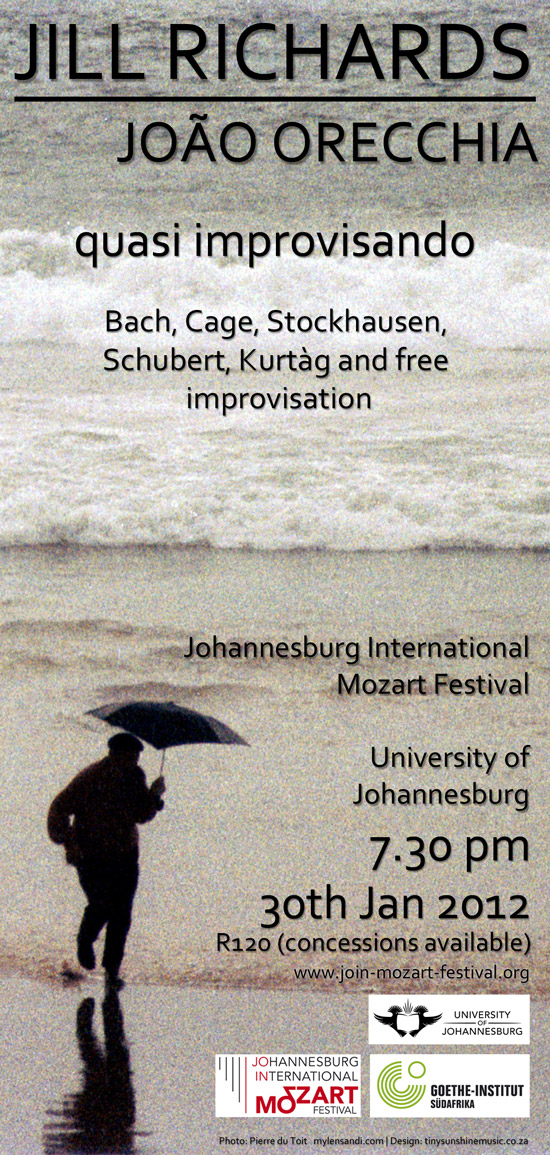 JILL RICHARDS
JOÃO ORECCHIA
quasi improvisando
Bach, Cage, Stockhausen,
Schubert, Kurtàg and free
improvisation
Johannesburg International
Mozart Festival
University of
Johannesburg
7.30 pm
30th Jan 2012
R120 (concessions available)
www.join-mozart-festival.org
UNIVERSITY
OF
JOHANNESBURG
JOHANNESBURG
INTERNATIONAL
MOZART
FESTIVAL
GOETHE-INSTITUT
SÜDAFRIKA
Photo: Pierre du Toit mylensandi.com | Design: tinysunshinemusic.co.za